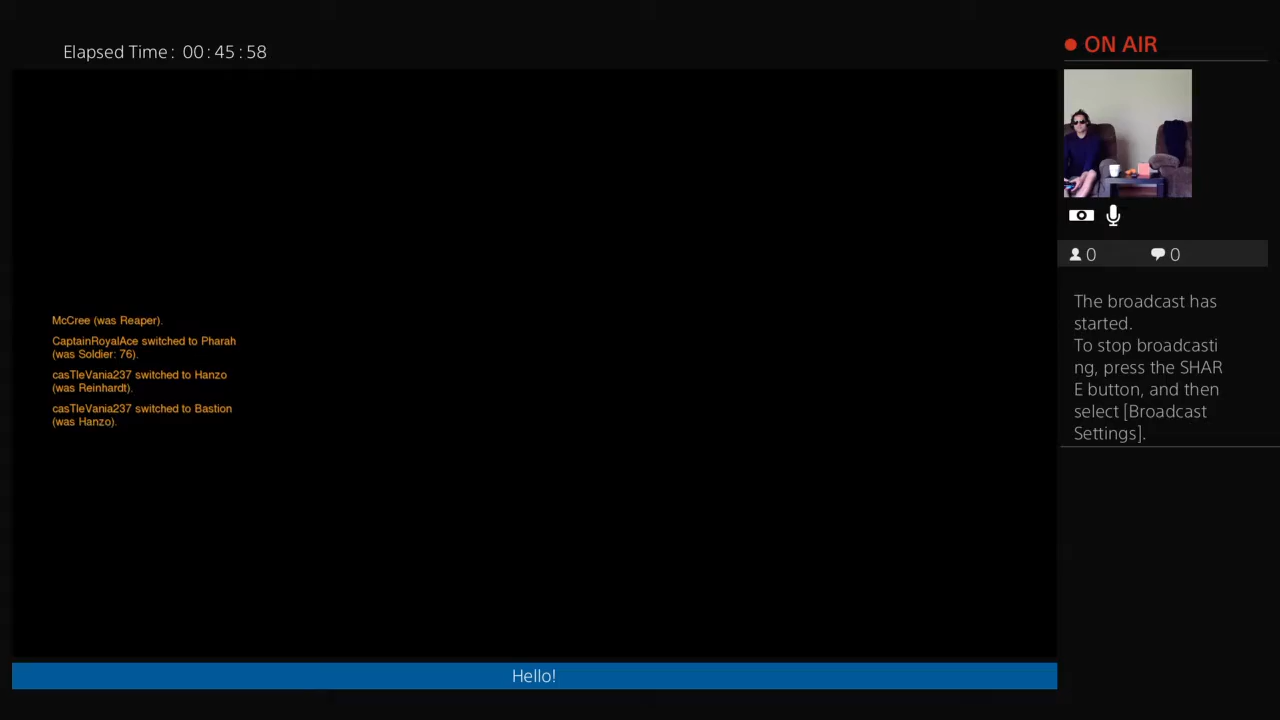 Elapsed Time: 00:45:58
ON AIR
0 0
McCree (was Reaper).
CaptainRoyalAce switched to Pharah
(was Soldier: 76).
casTleVania237 switched to Hanzo
(was Reinhardt).
casTleVania237 switched to Bastion
(was Hanzo).
The broadcast has
started.
To stop broadcasti
ng, press the SHAR
E button, and then
select [Broadcast
Settings].
Hello!